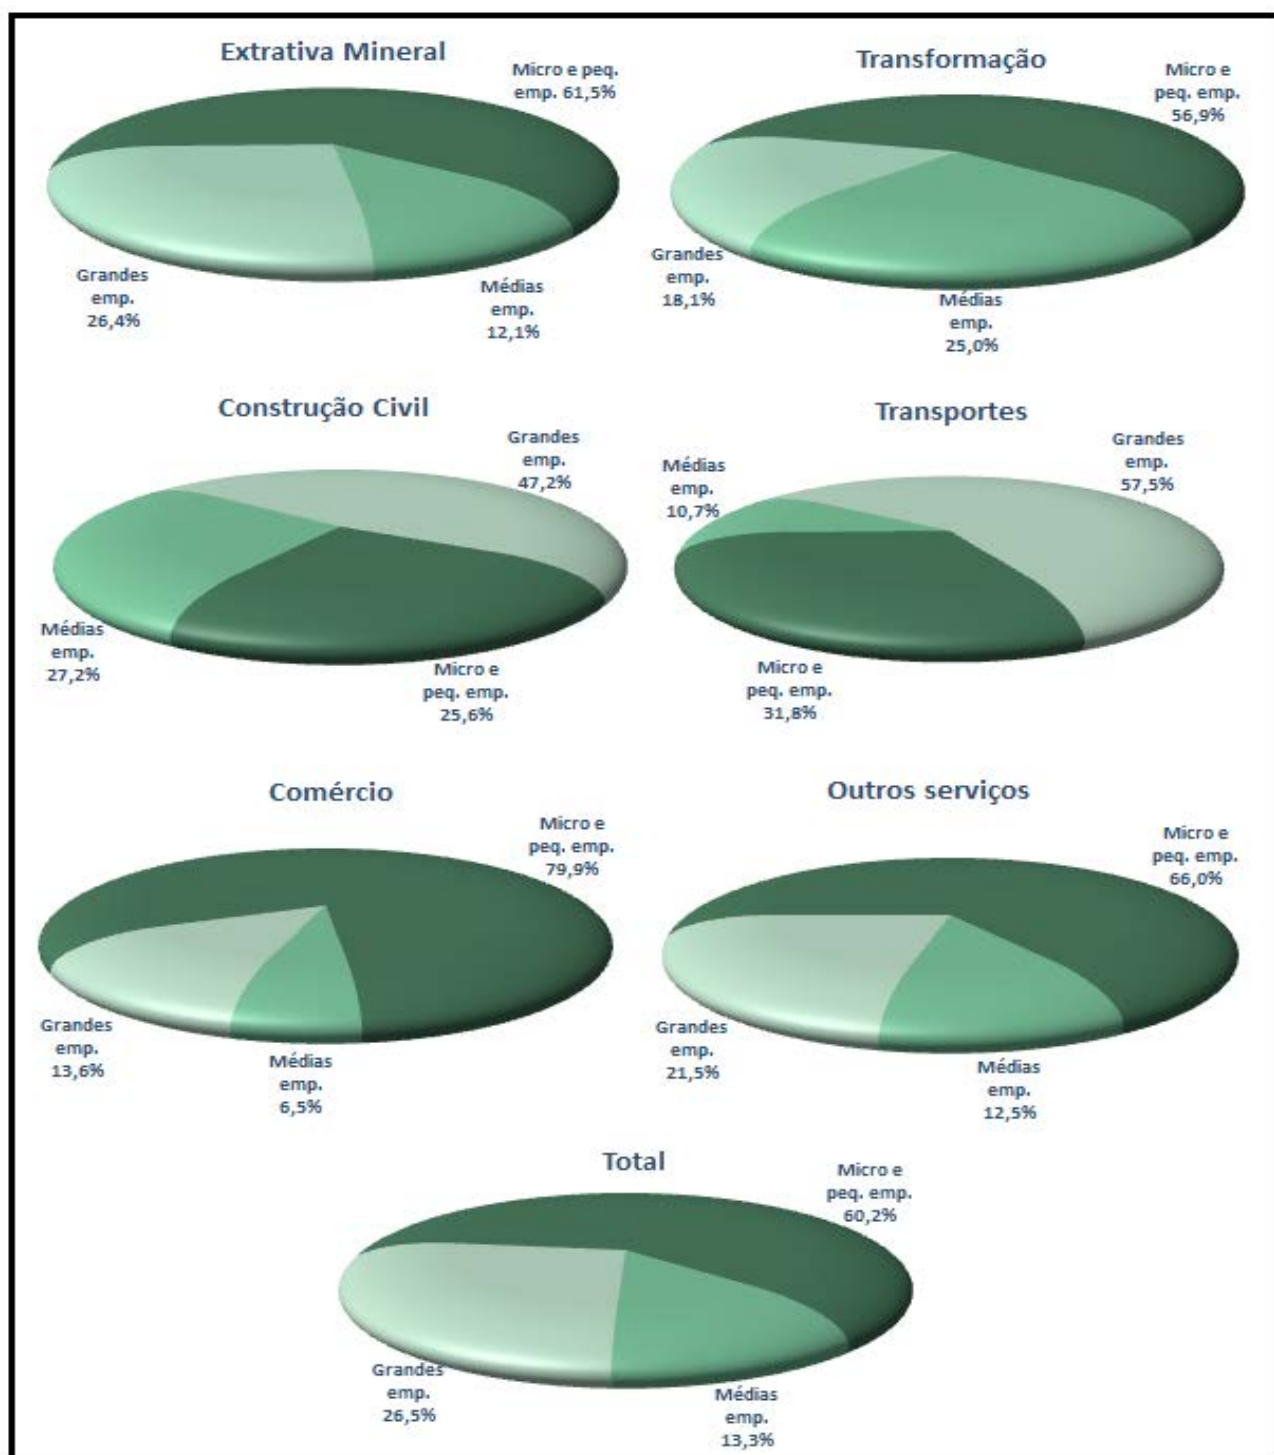 Extrativa Mineral
Micro e peq.
emp. 61,5%
Grandes
emp.
26,4%
Médias
emp.
12,1%
Transformação
Micro e
peq. emp.
56,9%
Grandes
emp.
18,1%
Médias
emp.
25,0%
Construção Civil
Grandes
emp.
47,2%
Médias
emp.
27,2%
Micro e
peq. emp.
25,6%
Transportes
Grandes
emp.
57,5%
Médias
emp.
10,7%
Micro e
peq. emp.
31,8%
Comércio
Micro e
peq. emp.
79,9%
Grandes
emp.
13,6%
Médias
emp.
6,5%
Outros serviços
Micro e
peq. emp.
66,0%
Grandes
emp.
21,5%
Médias
emp.
12,5%
Total
Micro e
peq. emp.
60,2%
Grandes
emp.
26,5%
Médias
emp.
13,3%